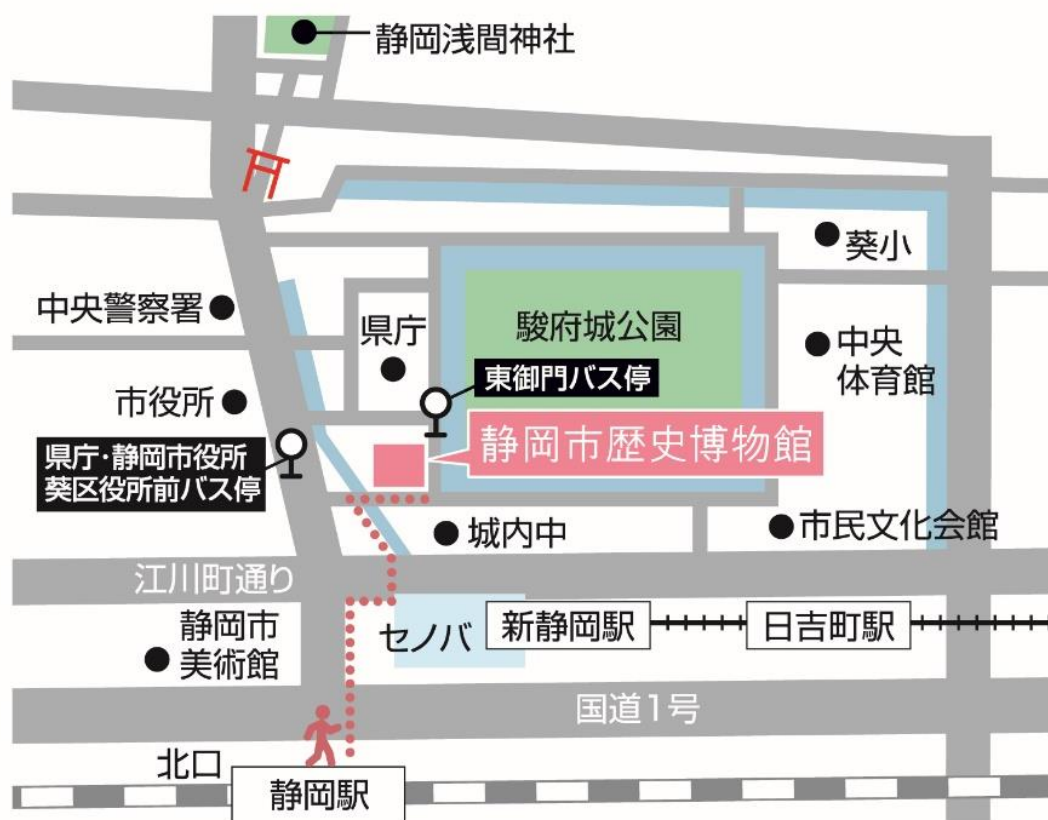 静岡浅間神社
葵小
中央警察署
県庁
駿府城公園
中央
体育館
東御門バス停
市役所
静岡市歴史博物館
県庁・静岡市役所
葵区役所前バス停
城内中
市民文化会館
江川町通り
静岡市
美術館
セノバ
新静岡駅
日吉町駅
国道1号
北口
静岡駅